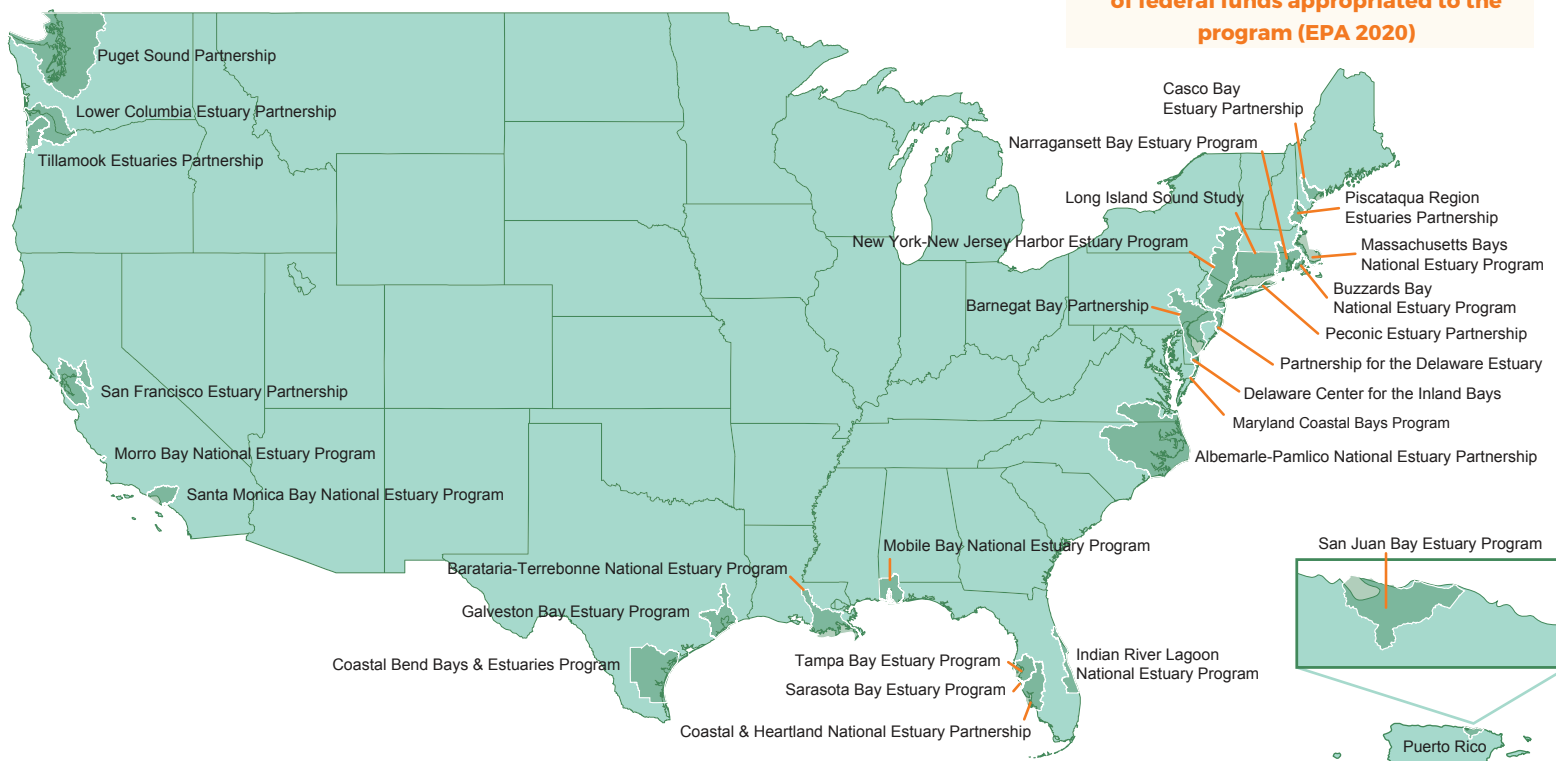 of federal funds appropriated to the
program (EPA 2020)
Puget Sound Partnership
Lower Columbia Estuary Partnership
Tillamook Estuaries Partnership
San Francisco Estuary Partnership
Morro Bay National Estuary Program
Santa Monica Bay National Estuary Program
Casco Bay
Estuary Partnership
Narragansett Bay Estuary Program
Long Island Sound Study
New York-New Jersey Harbor Estuary Program
Barnegat Bay Partnership
Piscataqua Region
Estuaries Partnership
Massachusetts Bays
National Estuary Program
Buzzards Bay
National Estuary Program
Peconic Estuary Partnership
Partnership for the Delaware Estuary
Delaware Center for the Inland Bays
Maryland Coastal Bays Program
Albemarle-Pamlico National Estuary Partnership
Mobile Bay National Estuary Program
Barataria-Terrebonne National Estuary Program
Galveston Bay Estuary Program
Coastal Bend Bays & Estuaries Program
Tampa Bay Estuary Program
Sarasota Bay Estuary Program
Coastal & Heartland National Estuary Partnership
Indian River Lagoon
National Estuary Program
San Juan Bay Estuary Program
Puerto Rico